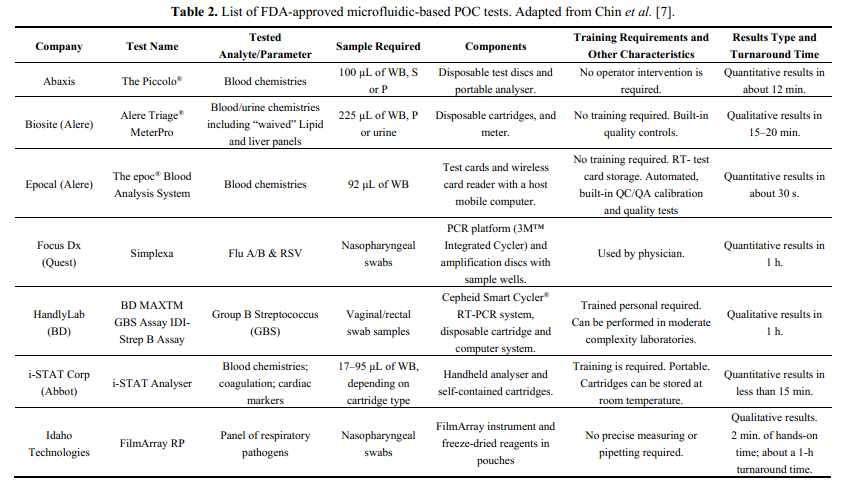 Table 2. List of FDA-approved microfluidic-based POC tests. Adapted from Chin et al. [7].
Company
Test Name
Tested
Analyte/Parameter
Sample Required
Components
Training Requirements and
Other Characteristics
Results Type and
Turnaround Time
Abaxis
The Piccolo®
Blood chemistries
100 µL of WB, S
or P
Disposable test discs and
portable analyser.
No operator intervention is
required.
Quantitative results in
about 12 min.
Biosite (Alere)
Alere Triage®
MeterPro
Blood/urine chemistries
including “waived” Lipid
and liver panels
225 µL of WB, P
or urine
Disposable cartridges, and
meter.
No training required. Built-in
quality controls.
Qualitative results in
15–20 min.
Epocal (Alere)
The epoc® Blood
Analysis System
Blood chemistries
92 µL of WB
Test cards and wireless
card reader with a host
mobile computer.
No training required. RT- test
card storage. Automated,
built-in QC/QA calibration
and quality tests
Quantitative results in
about 30 s.
Focus Dx
(Quest)
Simplexa
Flu A/B & RSV
Nasopharyngeal
swabs
PCR platform (3M™
Integrated Cycler) and
amplification discs with
sample wells.
Used by physician.
Quantitative results in
1 h.
HandlyLab
(BD)
BD MAXTM
GBS Assay IDI-
Strep B Assay
Group B Streptococcus
(GBS)
Vaginal/rectal
swab samples
Cepheid Smart Cycler®
RT-PCR system,
disposable cartridge and
computer system.
Trained personal required.
Can be performed in moderate
complexity laboratories.
Qualitative results in
1 h.
i-STAT Corp
(Abbot)
i-STAT Analyser
Blood chemistries;
coagulation; cardiac
markers
17–95 µL of WB,
depending on
cartridge type
Handheld analyser and
self-contained cartridges.
Training is required. Portable.
Cartridges can be stored at
room temperature.
Quantitative results in
less than 15 min.
Idaho
Technologies
FilmArray RP
Panel of respiratory
pathogens
Nasopharyngeal
swabs
FilmArray instrument and
freeze-dried reagents in
pouches
No precise measuring or
pipetting required.
Qualitative results.
2 min. of hands-on
time; about a 1-h
turnaround time.